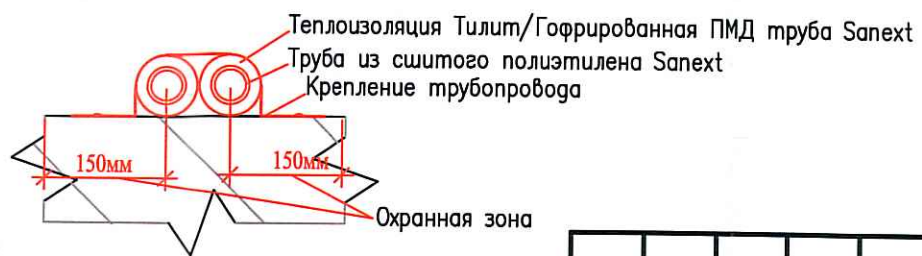 Теплоизоляция Тилит/Гофрированная ПМД труба Sanext
Труба из сшитого полиэтилена Sanext
Крепление трубопровода
150мм 150мм
Охранная зона